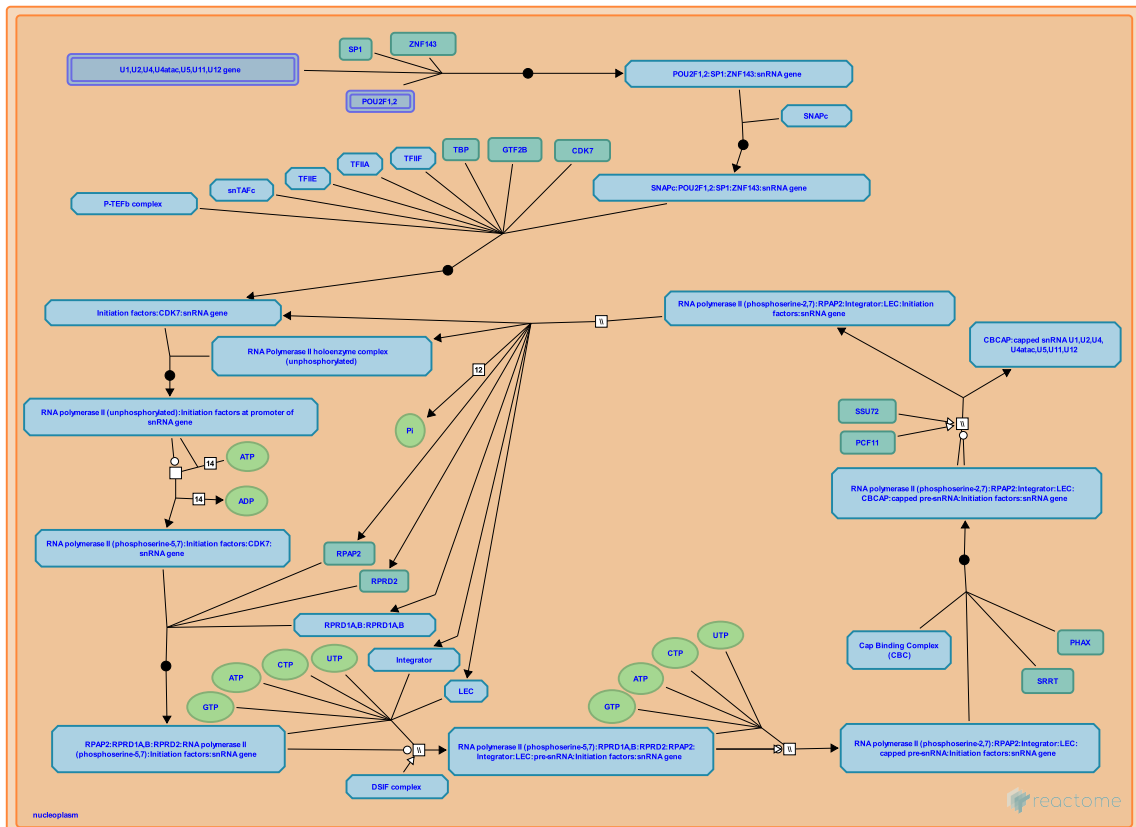 U1,U2,U4,U4atac,U5,U11,U12 gene
SP1
ZNF143
POU2F1,2
POU2F1,2:SP1:ZNF143:snRNA gene
SNAPc
SNAPc:POU2F1,2:SP1:ZNF143:snRNA gene
P-TEFb complex
snTAFc
TFIIE
TFIIA
TFIIF
TBP
GTF2B
CDK7
Initiation factors:CDK7:snRNA gene
RNA Polymerase II holoenzyme complex
(unphosphorylated)
RNA polymerase II (phosphoserine-2,7):RPAP2:Integrator:LEC:Initiation
factors:snRNA gene
\\
CBCAP:capped snRNA U1,U2,U4,
U4atac,U5,U11,U12
12
Pi
RNA polymerase II (unphosphorylated):Initiation factors at promoter of
snRNA gene
14
ATP
14
ADP
SSU72
PCF11
\\
RNA polymerase II (phosphoserine-2,7):RPAP2:Integrator:LEC:
CBCAP:capped pre-snRNA:Initiation factors:snRNA gene
RNA polymerase II (phosphoserine-5,7):Initiation factors:CDK7:
snRNA gene
RPAP2
RPRD2
RPRD1A,B:RPRD1A,B
Integrator
LEC
UTP
CTP
ATP
GTP
UTP
CTP
ATP
GTP
Cap Binding Complex
(CBC)
PHAX
SRRT
RPAP2:RPRD1A,B:RPRD2:RNA polymerase II
(phosphoserine-5,7):Initiation factors:snRNA gene
\\
DSIF complex
RNA polymerase II (phosphoserine-5,7):RPRD1A,B:RPRD2:RPAP2:
Integrator:LEC:pre-snRNA:Initiation factors:snRNA gene
\\
RNA polymerase II (phosphoserine-2,7):RPAP2:Integrator:LEC:
capped pre-snRNA:Initiation factors:snRNA gene
nucleoplasm
reactome